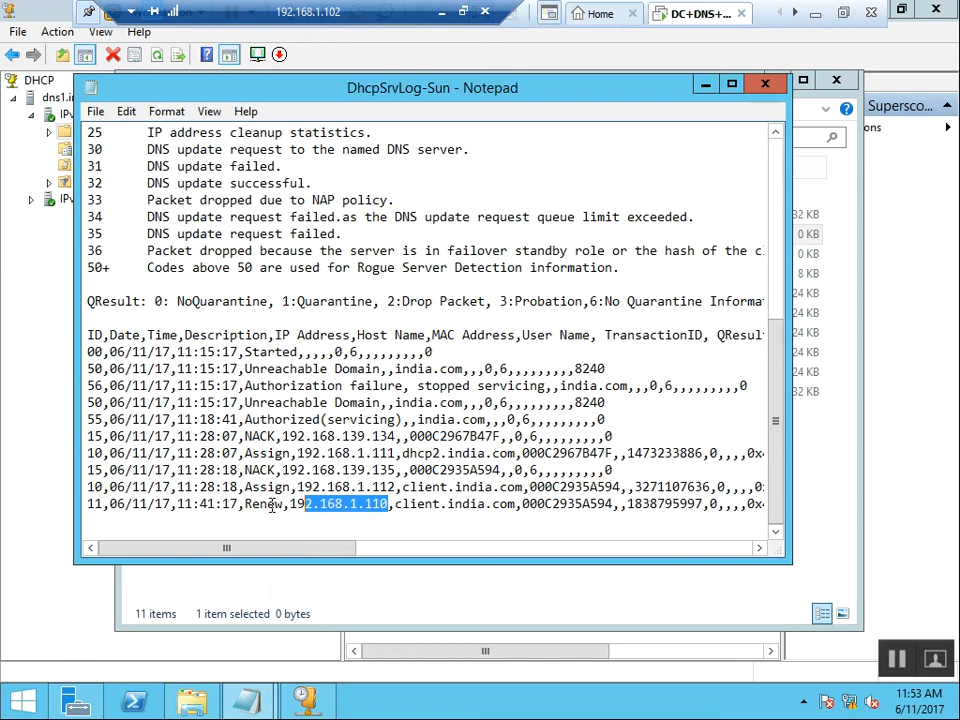 192.168.1.102
Home
DC+DNS+...
File Action View Help
DHCP
dns1.i
IP
IP
DhcpSrvLog-Sun - Notepad
File Edit Format View Help
25 IP address cleanup statistics.
30 DNS update request to the named DNS server.
31 DNS update failed.
32 DNS update successful.
33 Packet dropped due to NAP policy.
34 DNS update request failed.as the DNS update request queue limit exceeded.
35 DNS update request failed.
36 Packet dropped because the server is in failover standby role or the hash of the c
50+ Codes above 50 are used for Rogue Server Detection information.
QResult: 0: NoQuarantine, 1:Quarantine, 2:Drop Packet, 3:Probation,6:No Quarantine Informa
ID,Date,Time,Description,IP Address,Host Name,MAC Address,User Name, TransactionID, QResul
00,06/11/17,11:15:17,Started,,,,,0,6,,,,,,,,,0
50,06/11/17,11:15:17,Unreachable Domain,,india.com,,,0,6,,,,,,,,,8240
56,06/11/17,11:15:17,Authorization failure, stopped servicing,,india.com,,,0,6,,,,,,,,,0
50,06/11/17,11:15:17,Unreachable Domain,,india.com,,,0,6,,,,,,,,,8240
55,06/11/17,11:18:41,Authorized(servicing),,india.com,,,0,6,,,,,,,,,0
15,06/11/17,11:28:07,NACK,192.168.139.134,,000C2967B47F,,0,6,,,,,,,,,0
10,06/11/17,11:28:07,Assign,192.168.1.111,dhcp2.india.com,000C2967B47F,,1473233886,0,,,,0x
15,06/11/17,11:28:18,NACK,192.168.139.135,,000C2935A594,,0,6,,,,,,,,,0
10,06/11/17,11:28:18,Assign,192.168.1.112,client.india.com,000C2935A594,,3271107636,0,,,,0
11,06/11/17,11:41:17,Renew,192.168.1.110,client.india.com,000C2935A594,,1838795997,0,,,,0x
Supersco...
ons
32 KB
0 KB
8 KB
24 KB
24 KB
24 KB
24 KB
24 KB
11 items 1 item selected 0 bytes
11:53 AM
6/11/2017